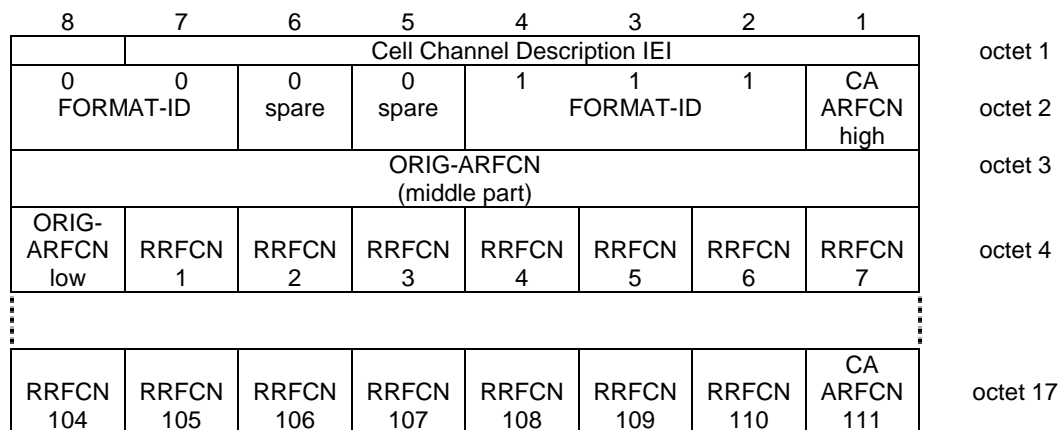 8 7 6 5 4 3 2 1
Cell Channel Description IEI octet 1
0 0 0 0 1 1 1 CA
FORMAT-ID spare spare FORMAT-ID ARFCN octet 2
high
ORIG-ARFCN octet 3
(middle part)
ORIG-
ARFCN RRFCN RRFCN RRFCN RRFCN RRFCN RRFCN RRFCN octet 4
low 1 2 3 4 5 6 7
CA
RRFCN RRFCN RRFCN RRFCN RRFCN RRFCN RRFCN ARFCN octet 17
104 105 106 107 108 109 110 111